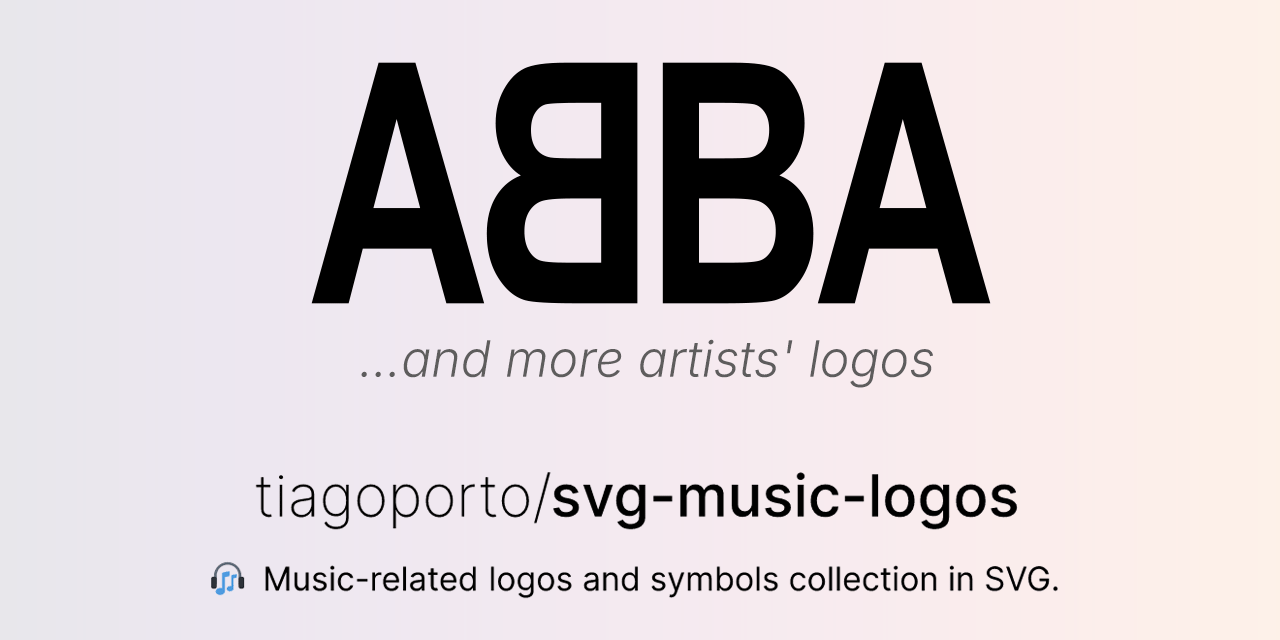 ABBA
...and more artists' logos
tiagoporto/svg-music-logos
Music-related logos and symbols collection in SVG.